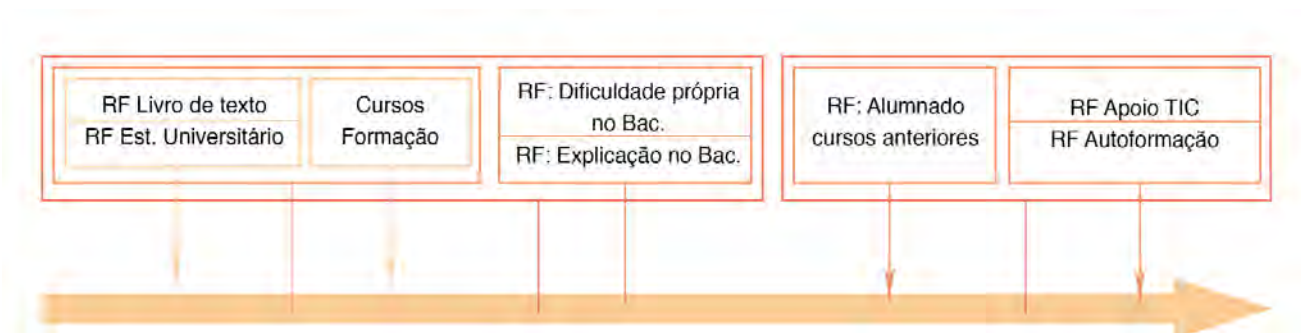 RF Livro de texto
RF Est. Universitário
Cursos
Formação
RF: Dificuldade própria
no Bac.
RF: Explicação no Bac.
RF: Alumnado
cursos anteriores
RF Apoio TIC
RF Autoformação